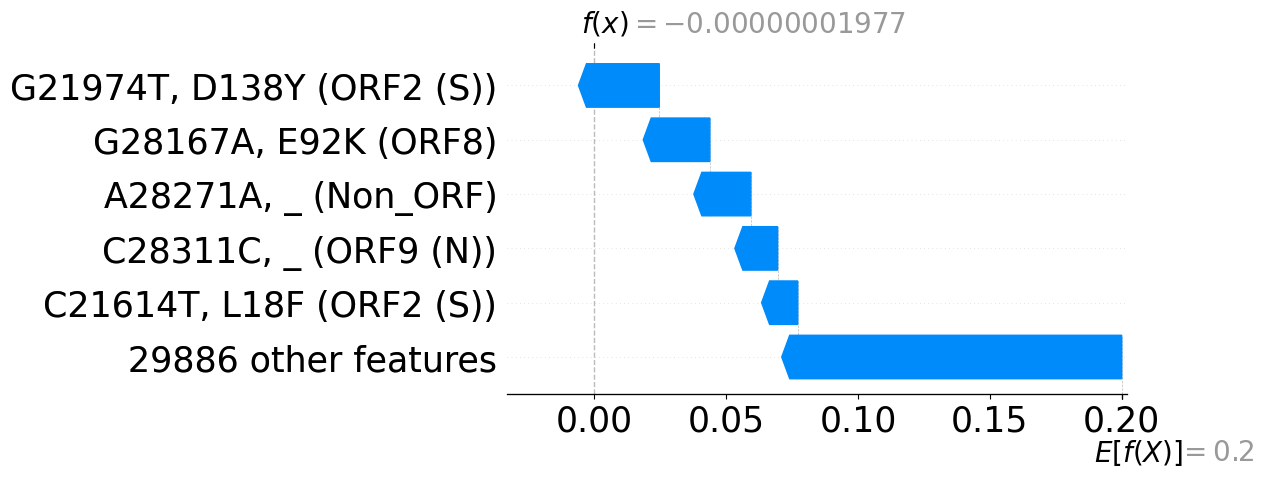 f(x) = −0.00000001977
G21974T, D138Y (ORF2 (S))
G28167A, E92K (ORF8)
A28271A, _ (Non_ORF)
C28311C, _ (ORF9 (N))
C21614T, L18F (ORF2 (S))
29886 other features
0.00 0.05 0.10 0.15 0.20
E[f(X)] = 0.2